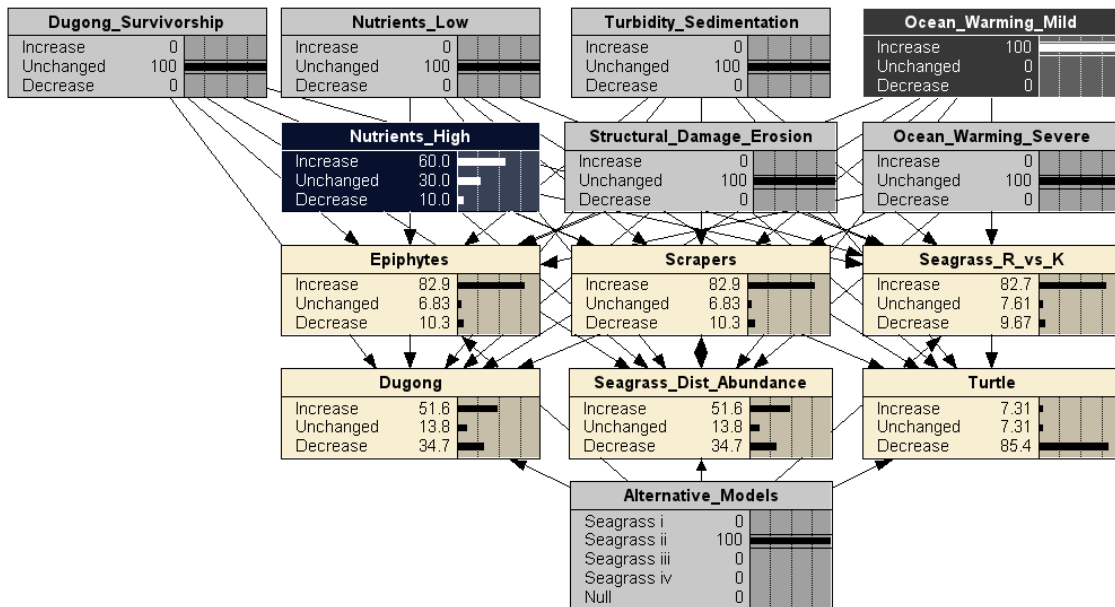 Dugong_Survivorship
Increase 0
Unchanged 100
Decrease 0
Nutrients_Low
Increase 0
Unchanged 100
Decrease 0
Turbidity_Sedimentation
Increase 0
Unchanged 100
Decrease 0
Ocean_Warming_Mild
Increase 100
Unchanged 0
Decrease 0
Nutrients_High
Increase 60.0
Unchanged 30.0
Decrease 10.0
Structural_Damage_Erosion
Increase 0
Unchanged 100
Decrease 0
Ocean_Warming_Severe
Increase 0
Unchanged 100
Decrease 0
Epiphytes
Increase 82.9
Unchanged 6.83
Decrease 10.3
Scrapers
Increase 82.9
Unchanged 6.83
Decrease 10.3
Seagrass_R_vs_K
Increase 82.7
Unchanged 7.61
Decrease 9.67
Dugong
Increase 51.6
Unchanged 13.8
Decrease 34.7
Seagrass_Dist_Abundance
Increase 51.6
Unchanged 13.8
Decrease 34.7
Turtle
Increase 7.31
Unchanged 7.31
Decrease 85.4
Alternative_Models
Seagrass i 0
Seagrass ii 100
Seagrass iii 0
Seagrass iv 0
Null 0